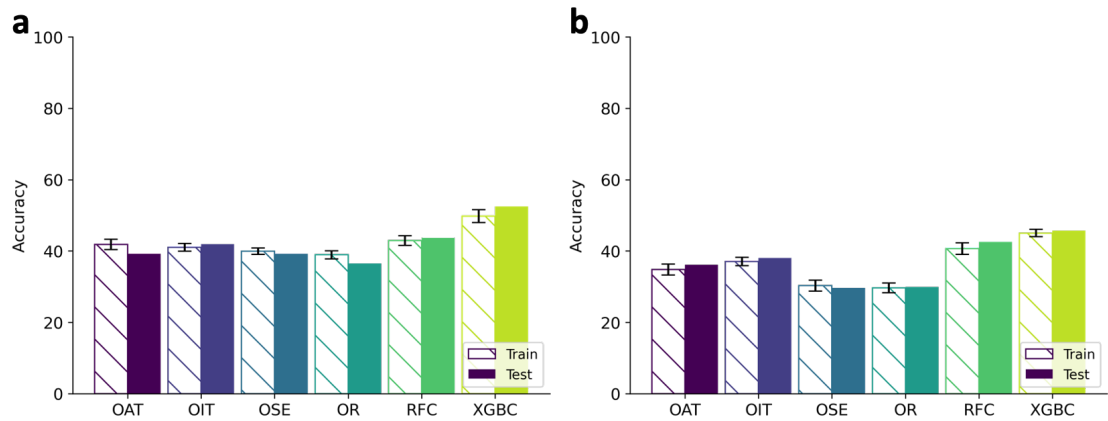 a
100
80
60
40
20
0
Accuracy
OAT OIT OSE OR RFC XGBC
Train
Test
b
100
80
60
40
20
0
Accuracy
OAT OIT OSE OR RFC XGBC
Train
Test